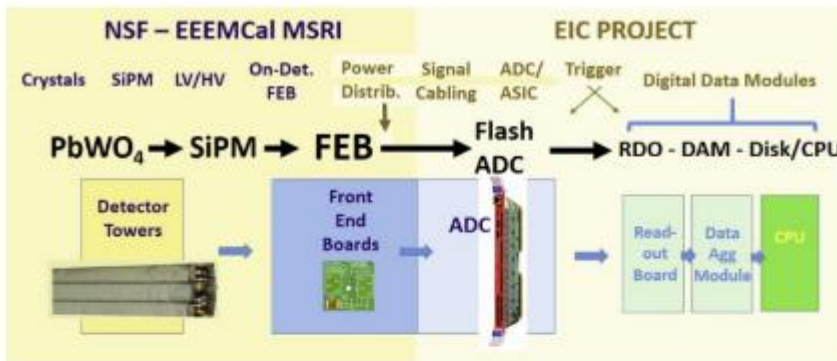 NSF – EEEMCal MSRI
EIC PROJECT
Crystals SiPM LV/HV On-Det. FEB
Power Distrib. Signal Cabling ADC/ ASIC Trigger Digital Data Modules
PbWO₄ SiPM FEB Flash ADC RDO - DAM - Disk/CPU
Detector
Towers
Front
End
Boards
ADC
Read-
out
Board
Data
Agg
Module
CPU